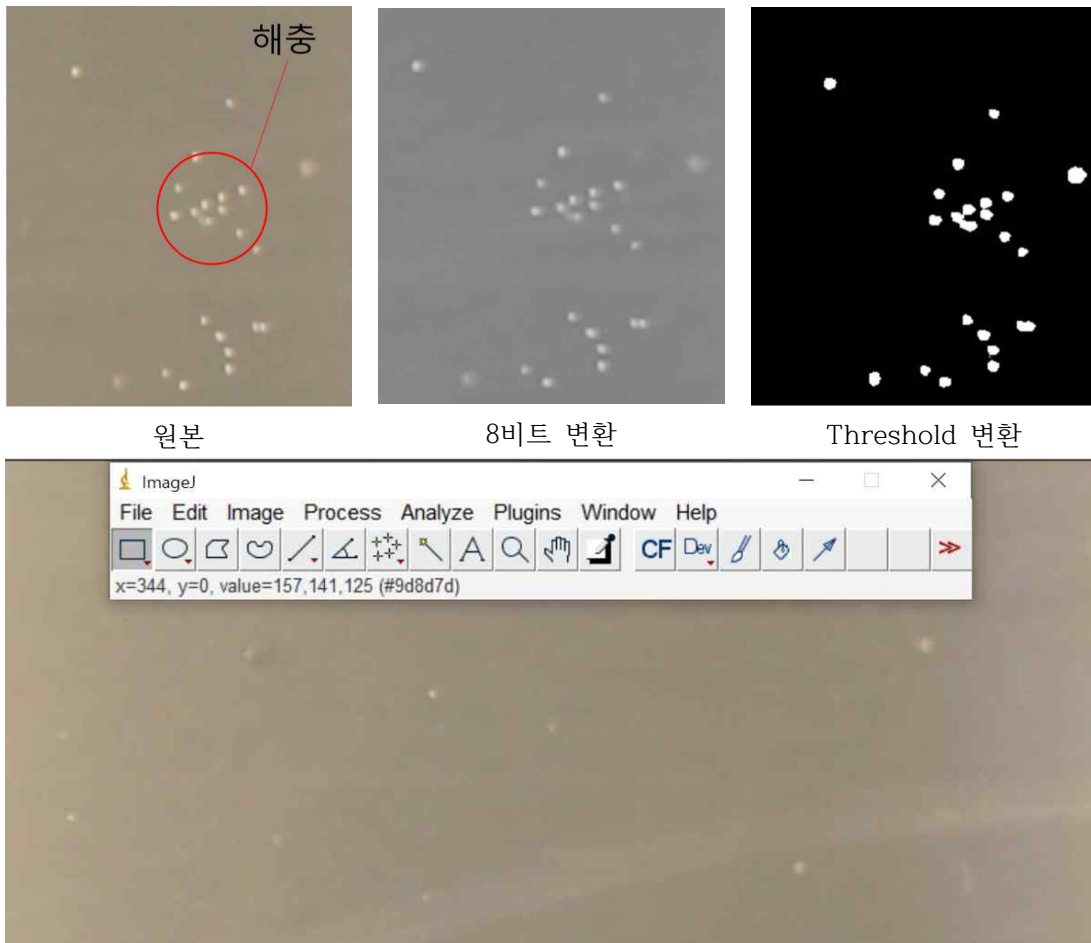 해충
원본
8비트 변환
Threshold 변환
ImageJ
File Edit Image Process Analyze Plugins Window Help
A CF Dev
x=344, y=0, value=157,141,125 (#9d8d7d)